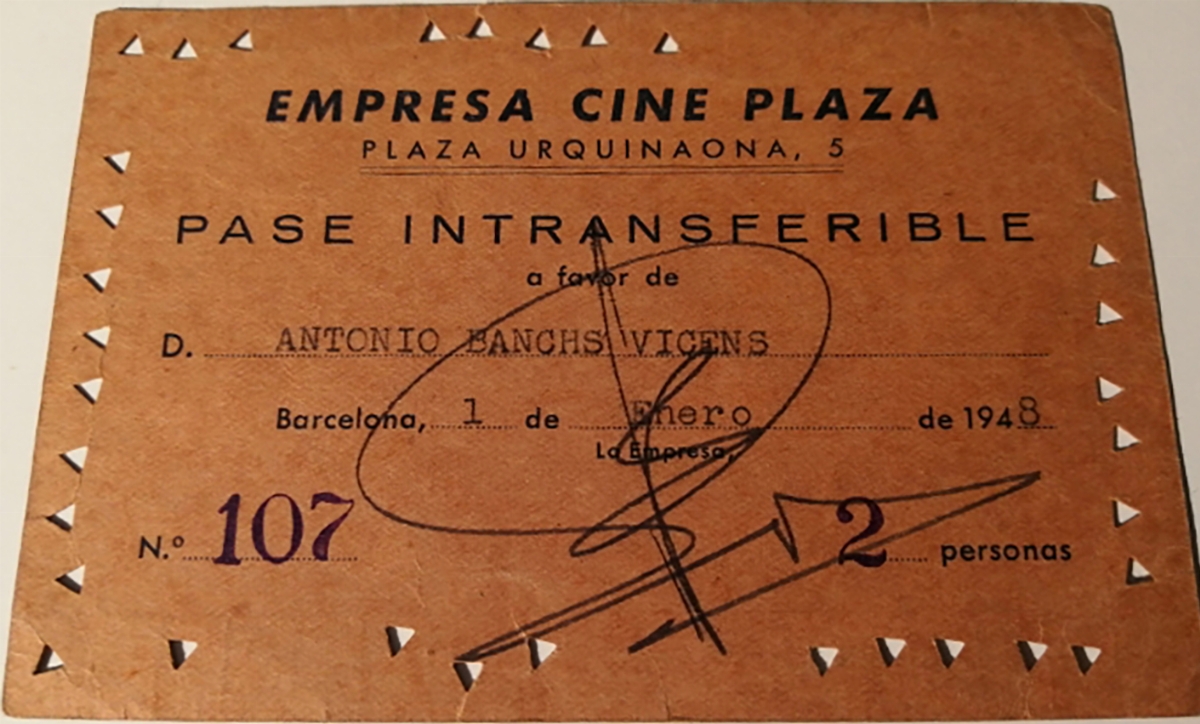 EMPRESA CINE PLAZA
PLAZA URQUINAONA, 5
PASE INTRANSFERIBLE
a favor de
D. ANTONIO BANCHS VICENS
Barcelona, 1 de Enero de 1948
La Empresa,
N.º 107 2 personas